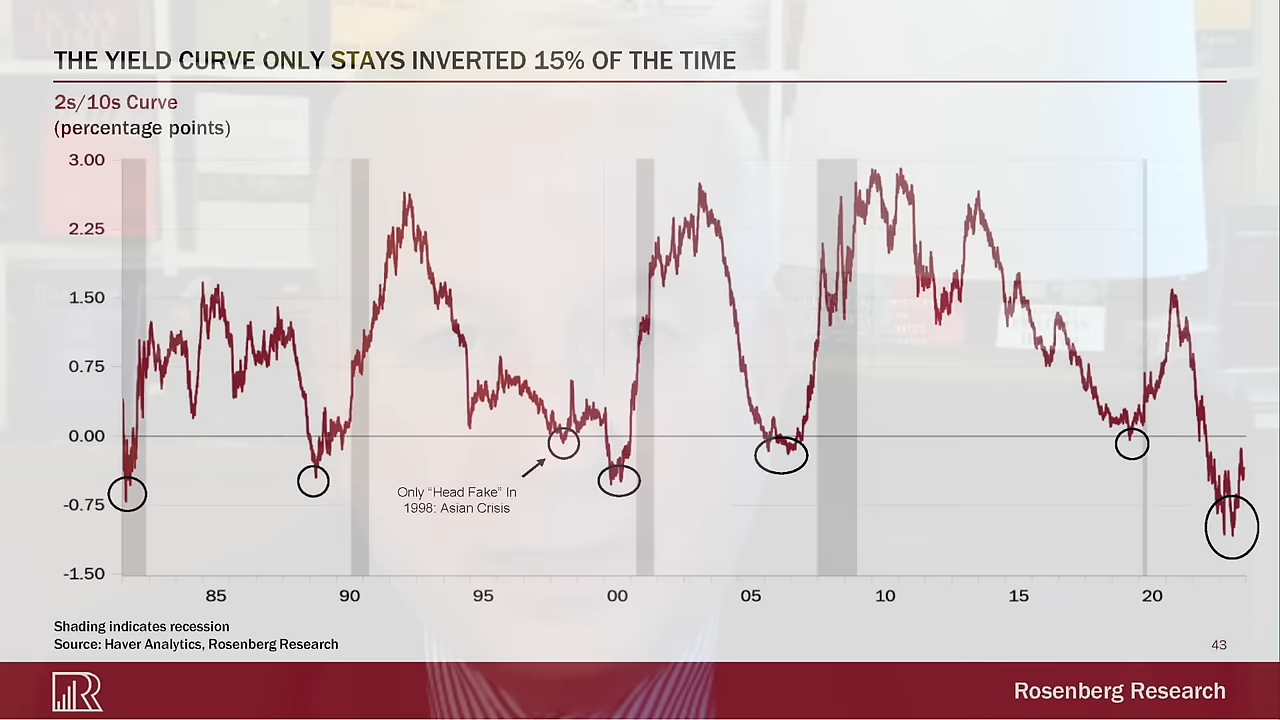 THE YIELD CURVE ONLY STAYS INVERTED 15% OF THE TIME
2s/10s Curve
(percentage points)
3.00
2.25
1.50
0.75
0.00
-0.75
-1.50
Only "Head Fake" In
1998: Asian Crisis
85 90 95 00 05 10 15 20
Shading indicates recession
Source: Haver Analytics, Rosenberg Research
43
R
Rosenberg Research